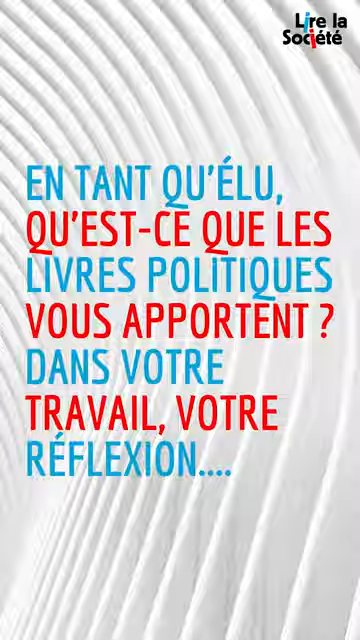 Lire la
Société
EN TANT QU'ÉLU,
QU'EST-CE QUE LES
LIVRES POLITIQUES
VOUS APPORTENT ?
DANS VOTRE
TRAVAIL, VOTRE
RÉFLEXION....